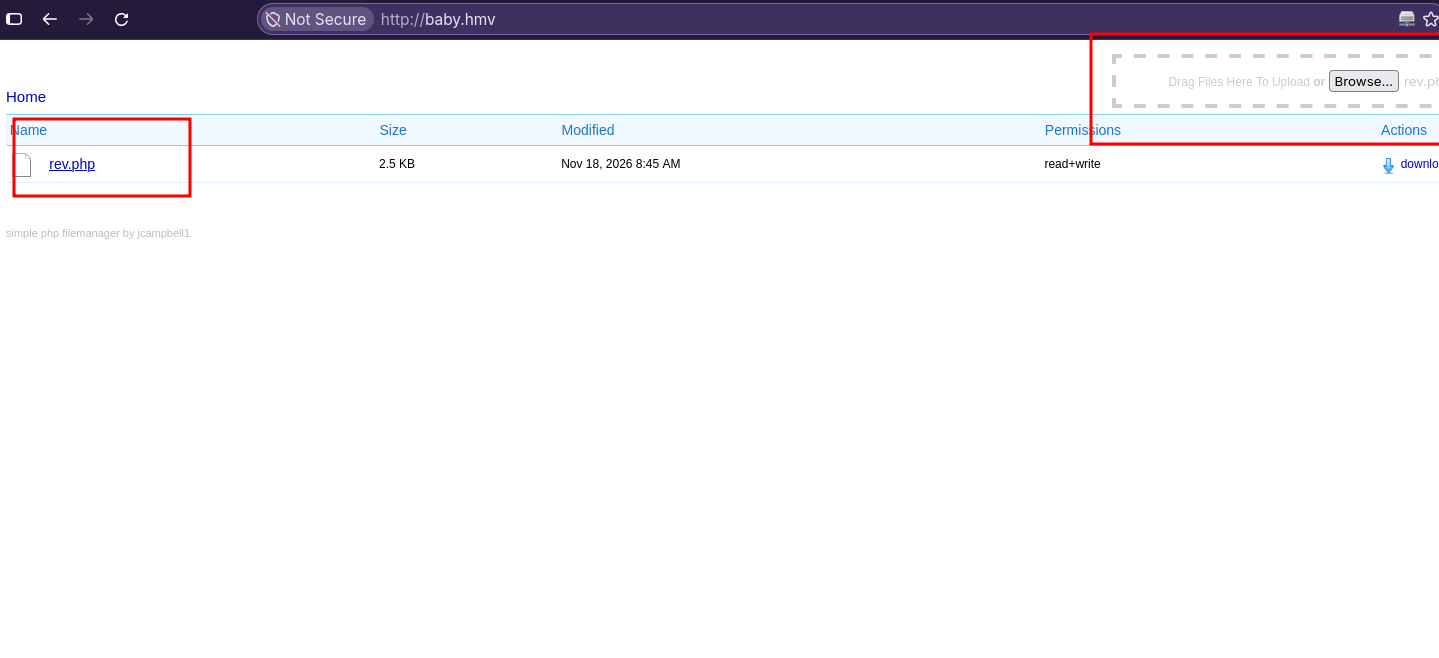 Not Secure http://baby.hmv
Drag Files Here To Upload or Browse...
Home
Name Size Modified Permissions Actions
rev.php 2.5 KB Nov 18, 2026 8:45 AM read+write
simple php filemanager by jcampbell1